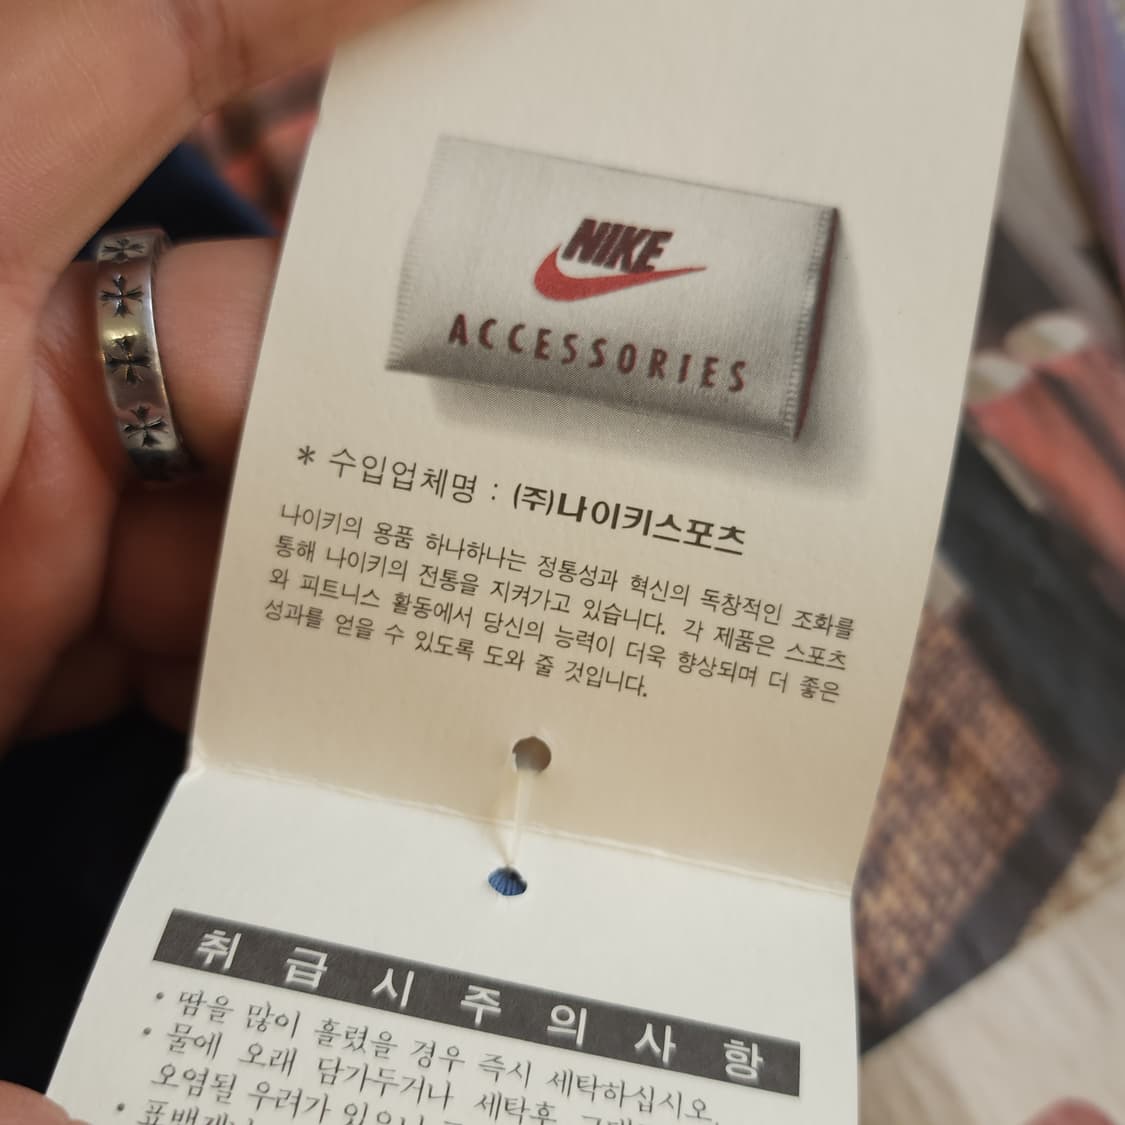 NIKE
ACCESSORIES
* 수입업체명 : (주)나이키스포츠
나이키의 용품 하나하나는 정통성과 혁신의 독창적인 조화를
통해 나이키의 전통을 지켜가고 있습니다. 각 제품은 스포츠
와 피트니스 활동에서 당신의 능력이 더욱 향상되며 더 좋은
성과를 얻을 수 있도록 도와 줄 것입니다.
취급시주의사항
• 땀을 많이 흘렸을 경우 즉시 세탁하십시오.
• 물에 오래 담가두거나 세탁후
오염될 우려가